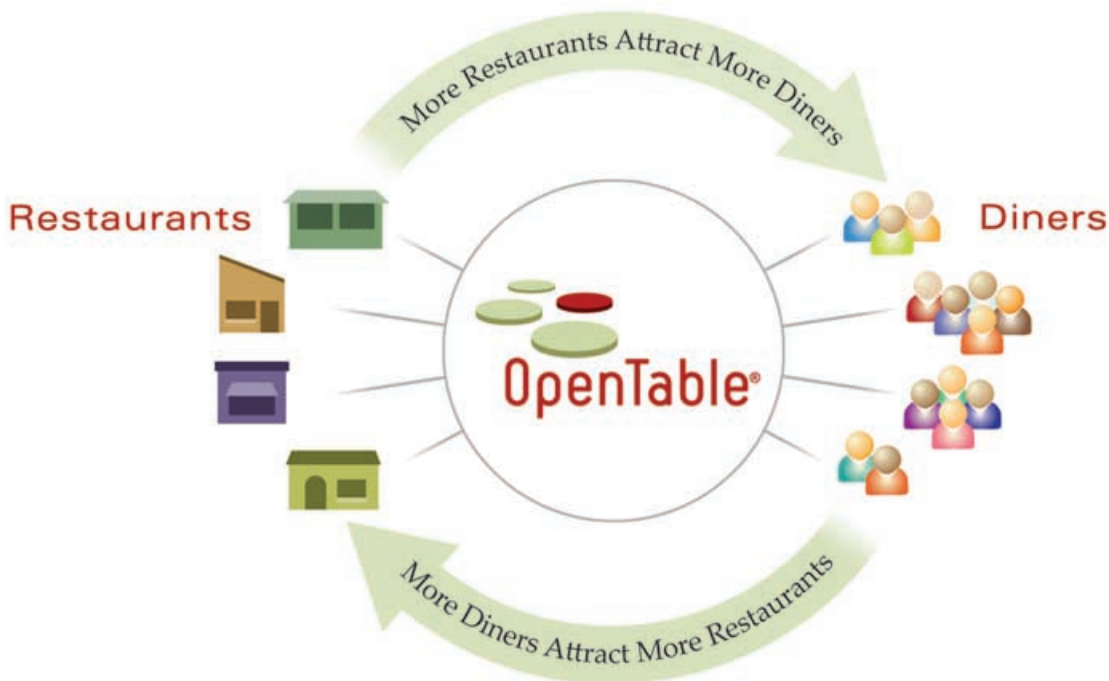 More Restaurants Attract More Diners
Restaurants
Diners
OpenTable®
More Diners Attract More Restaurants